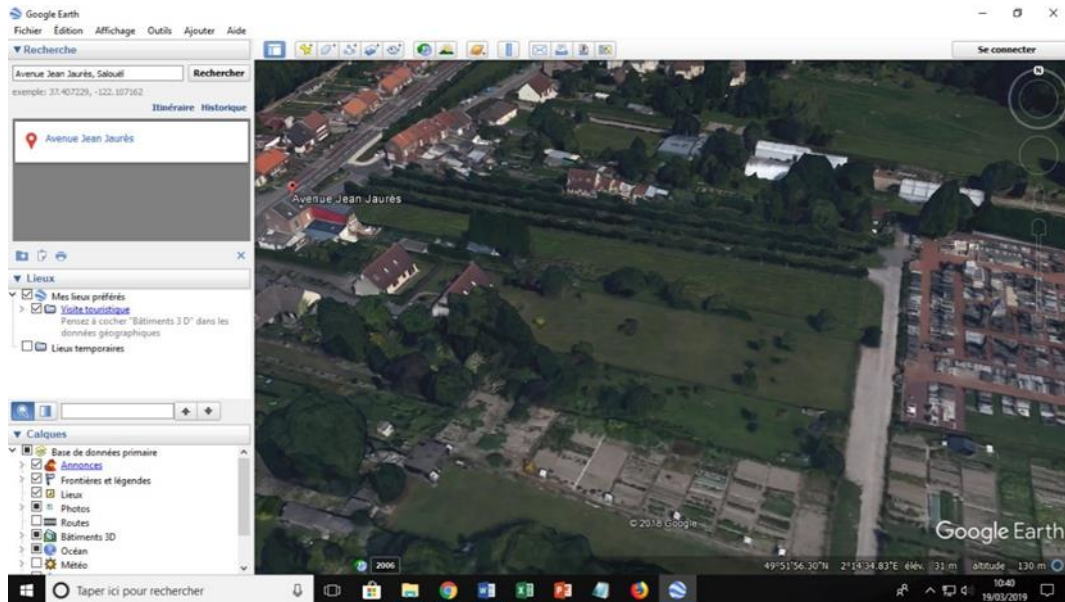 Google Earth
Fichier Édition Affichage Outils Ajouter Aide
▼ Recherche
Se connecter
Avenue Jean Jaurès, Salouël
Rechercher
exemple: 37.407229, -122.107162
Itinéraire Historique
Avenue Jean Jaurès
N
Avenue Jean Jaurès
▼ Lieux
Mes lieux préférés
Visite touristique
Pensez à cocher "Bâtiments 3 D" dans les
données géographiques
Lieux temporaires
▼ Calques
Base de données primaire
Annonces
Frontières et légendes
Lieux
Photos
Routes
Bâtiments 3D
Océan
Météo
© 2018 Google
Google Earth
2006
49°51'56.30"N 2°14'34.83"E élév. 31 m altitude 130 m
Taper ici pour rechercher
10:40
19/03/2019